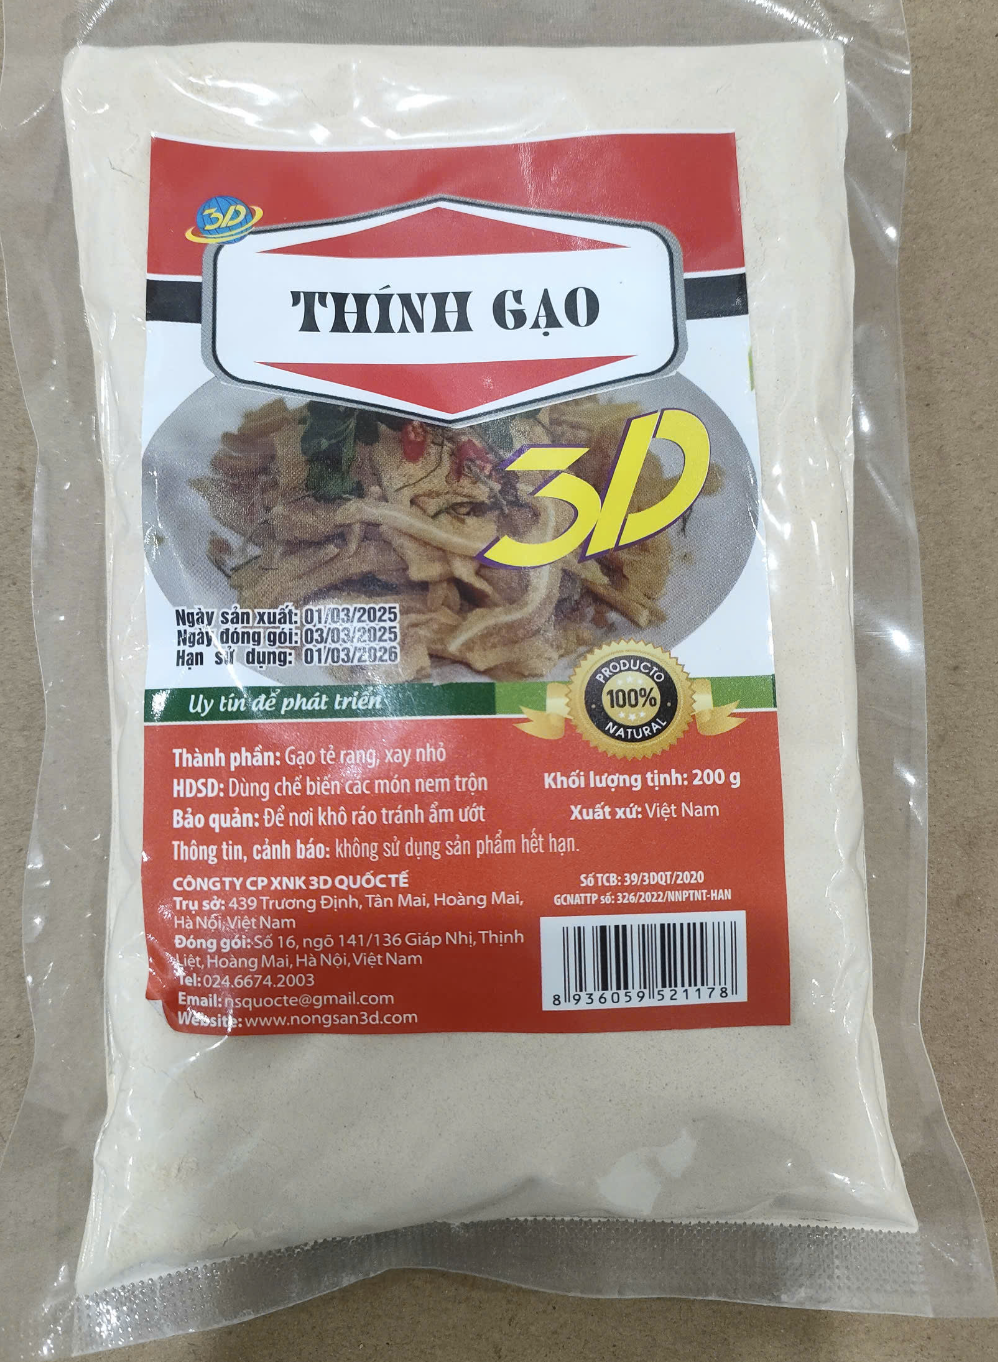 3D
THÍNH GẠO
3D
Ngày sản xuất: 01/03/2025
Ngày đóng gói: 03/03/2025
Hạn sử dụng: 01/03/2026
Uy tín để phát triển
PRODUCTO
100%
NATURAL
Thành phần: Gạo tẻ rang, xay nhỏ
HDSD: Dùng chế biến các món nem trộn
Bảo quản: Để nơi khô ráo tránh ẩm ướt
Thông tin, cảnh báo: không sử dụng sản phẩm hết hạn.
Khối lượng tịnh: 200 g
Xuất xứ: Việt Nam
CÔNG TY CP XNK 3D QUỐC TẾ
Trụ sở: 439 Trương Định, Tân Mai, Hoàng Mai,
Hà Nội, Việt Nam
Đóng gói: Số 16, ngõ 141/136 Giáp Nhị, Thịnh
Liệt, Hoàng Mai, Hà Nội, Việt Nam
Tel: 024.6674.2003
Email: nsquocte@gmail.com
Website: www.nongsan3d.com
Số TCB: 39/3DQT/2020
GCNATTP số: 326/2022/NNPTNT-HAN
8 936059 521178